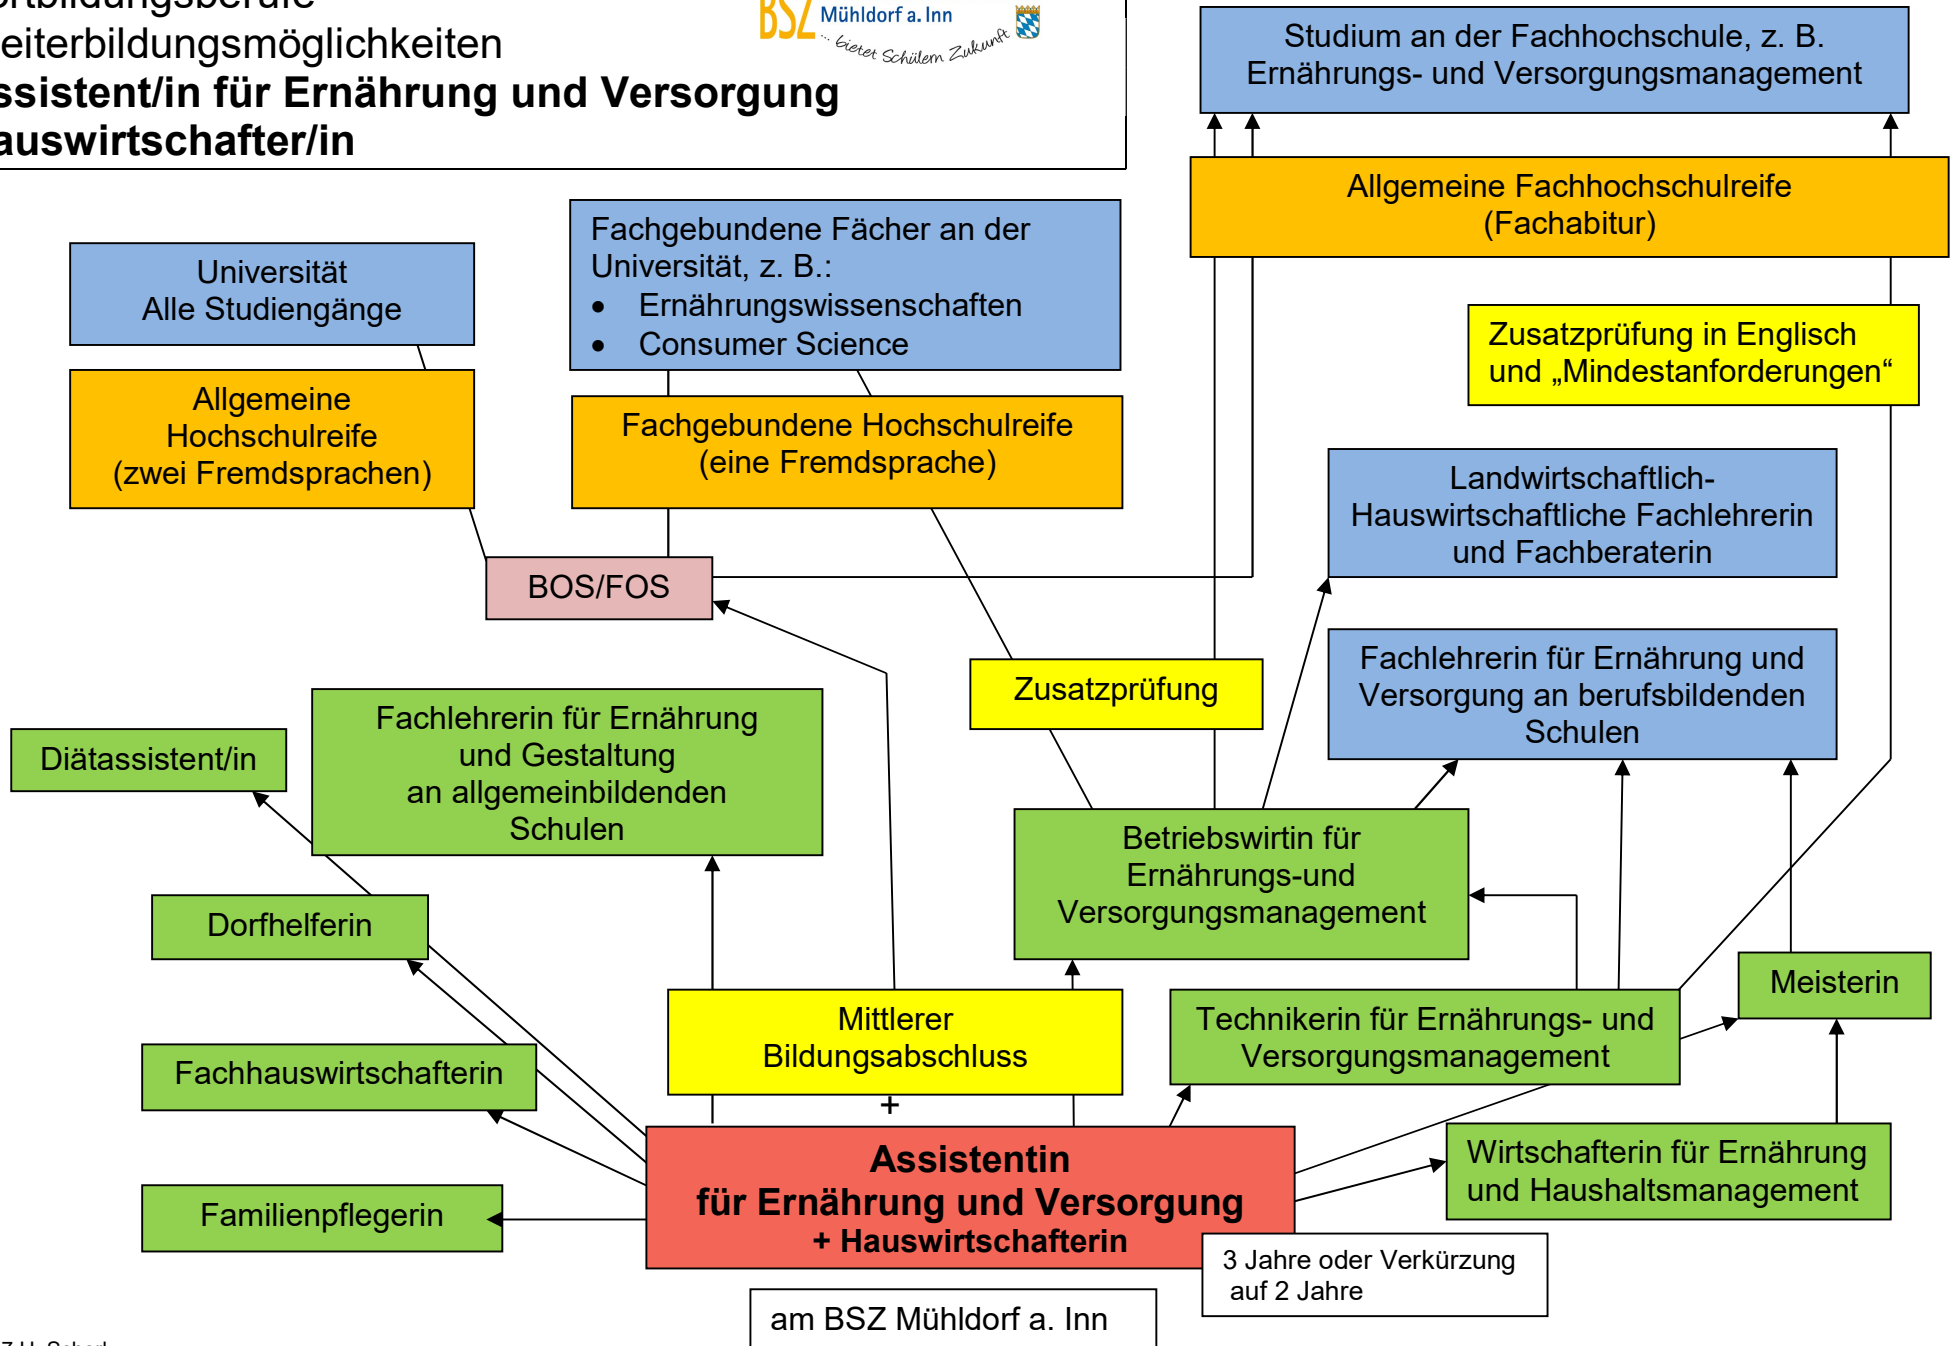 ortbildungsberufe
eiterbildungsmöglichkeiten
ssistent/in für Ernährung und Versorgung
auswirtschafter/in
BSZ Mühldorf a. Inn
... bietet Schülern Zukunft
Studium an der Fachhochschule, z. B.
Ernährungs- und Versorgungsmanagement
Allgemeine Fachhochschulreife
(Fachabitur)
Universität
Alle Studiengänge
Fachgebundene Fächer an der
Universität, z. B.:
• Ernährungswissenschaften
• Consumer Science
Zusatzprüfung in Englisch
und „Mindestanforderungen“
Allgemeine
Hochschulreife
(zwei Fremdsprachen)
Fachgebundene Hochschulreife
(eine Fremdsprache)
Landwirtschaftlich-
Hauswirtschaftliche Fachlehrerin
und Fachberaterin
BOS/FOS
Zusatzprüfung
Fachlehrerin für Ernährung und
Versorgung an berufsbildenden
Schulen
Fachlehrerin für Ernährung
und Gestaltung
an allgemeinbildenden
Schulen
Diätassistent/in
Betriebswirtin für
Ernährungs-und
Versorgungsmanagement
Dorfhelferin
Meisterin
Mittlerer
Bildungsabschluss
+
Technikerin für Ernährungs- und
Versorgungsmanagement
Fachhauswirtschafterin
Assistentin
für Ernährung und Versorgung
+ Hauswirtschafterin
Wirtschafterin für Ernährung
und Haushaltsmanagement
Familienpflegerin
3 Jahre oder Verkürzung
auf 2 Jahre
am BSZ Mühldorf a. Inn